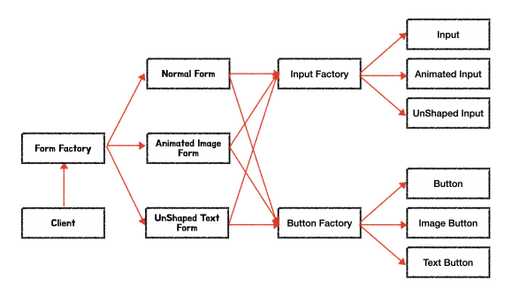 Input
Normal Form
Input Factory
Animated Input
UnShaped Input
Form Factory
Animated Image
Form
Button
Client
UnShaped Text
Form
Button Factory
Image Button
Text Button